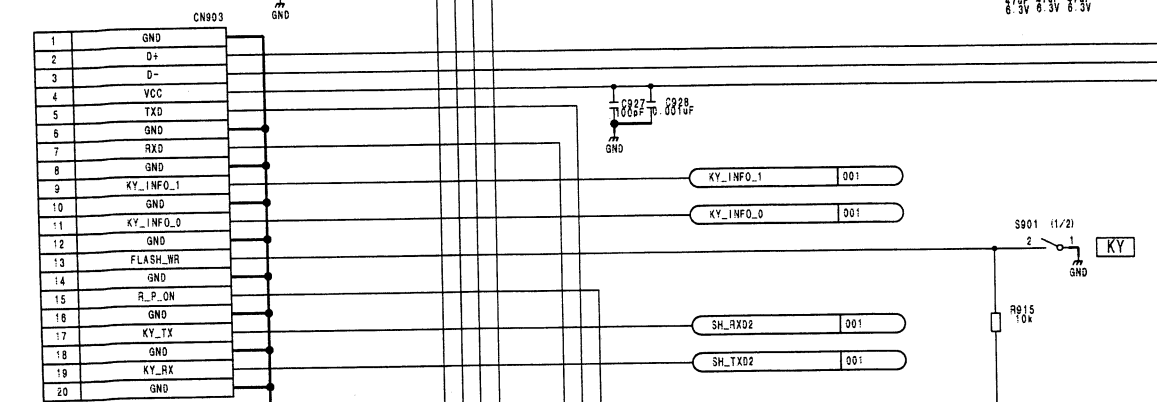 6.3V 6.3V 6.3V
GND
CN903
1 GND
2 D+
3 D-
4 VCC
5 TXD
6 GND
7 RXD
8 GND
9 KY_INFO_1
10 GND
11 KY_INFO_0
12 GND
13 FLASH_WR
14 GND
15 R_P_ON
16 GND
17 KY_TX
18 GND
19 KY_RX
20 GND
C927 C928
100pF 0.001uF
GND
KY_INFO_1 001
KY_INFO_0 001
S901 (1/2)
2 1 KY
GND
R915
10k
SH_RXD2 001
SH_TXD2 001